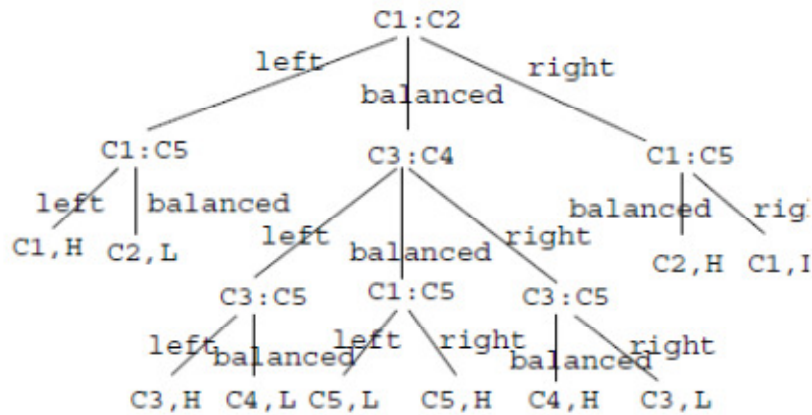 C1:C2
left balanced right
C1:C5 C3:C4 C1:C5
left balanced left balanced right balanced
C1,H C2,L C2,H
C3:C5 C1:C5 C3:C5
left balanced left right balanced right
C3,H C4,L C5,L C5,H C4,H C3,L